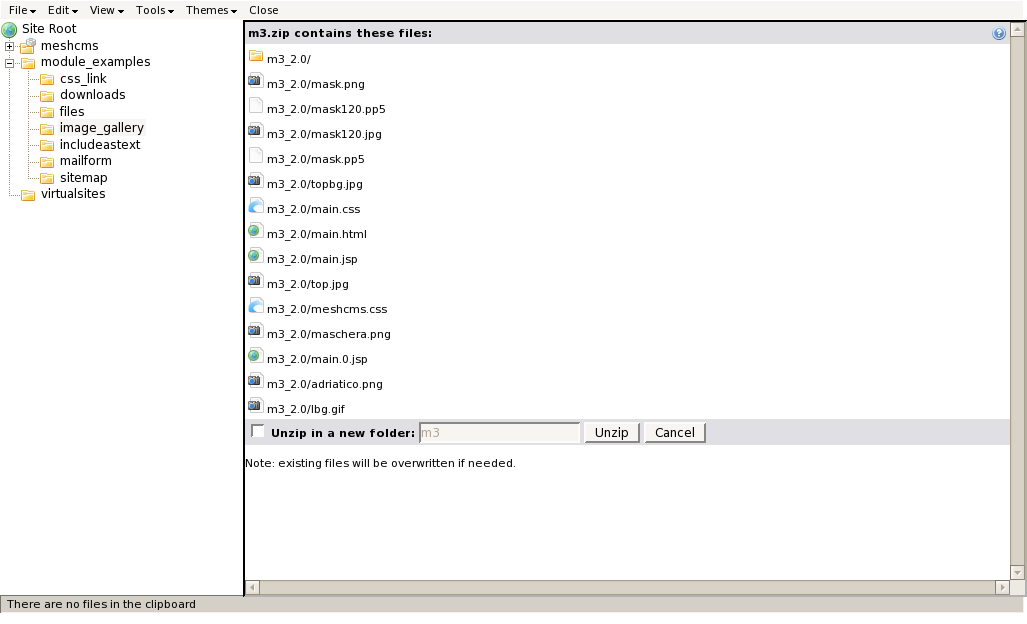 File Edit View Tools Themes Close
Site Root
meshcms
module_examples
css_link
downloads
files
image_gallery
includeastext
mailform
sitemap
virtualsites
m3.zip contains these files:
m3_2.0/
m3_2.0/mask.png
m3_2.0/mask120.pp5
m3_2.0/mask120.jpg
m3_2.0/mask.pp5
m3_2.0/topbg.jpg
m3_2.0/main.css
m3_2.0/main.html
m3_2.0/main.jsp
m3_2.0/top.jpg
m3_2.0/meshcms.css
m3_2.0/maschera.png
m3_2.0/main.0.jsp
m3_2.0/adriatico.png
m3_2.0/lbg.gif
Unzip in a new folder: m3 Unzip Cancel
Note: existing files will be overwritten if needed.
There are no files in the clipboard